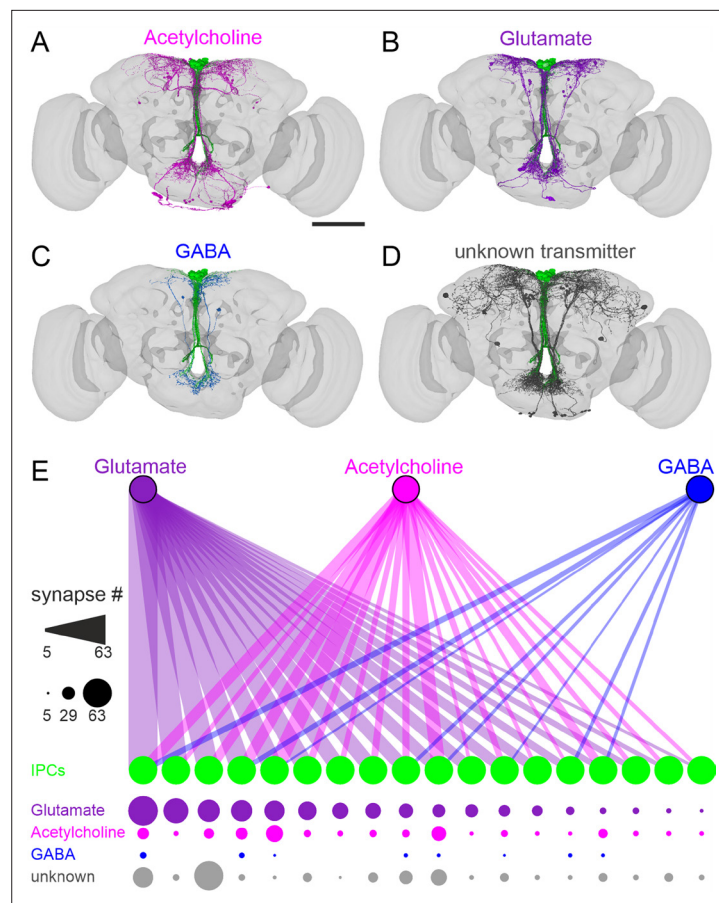 A
Acetylcholine
B
Glutamate
C
GABA
D
unknown transmitter
E
Glutamate
Acetylcholine
GABA
synapse #
5 63
5 29 63
IPCs
Glutamate
Acetylcholine
GABA
unknown